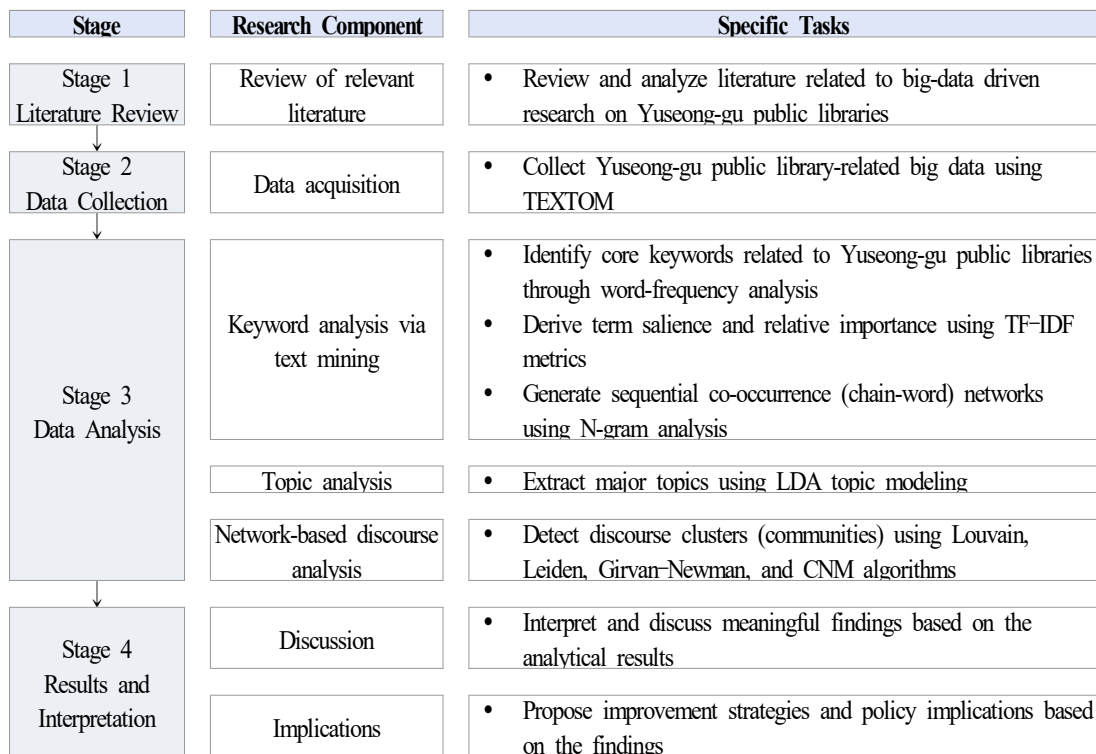 Stage Research Component Specific Tasks
Stage 1
Literature Review
Review of relevant
literature
• Review and analyze literature related to big-data driven
research on Yuseong-gu public libraries
Stage 2
Data Collection
Data acquisition
• Collect Yuseong-gu public library-related big data using
TEXTOM
Stage 3
Data Analysis
Keyword analysis via
text mining
• Identify core keywords related to Yuseong-gu public libraries
through word-frequency analysis
• Derive term salience and relative importance using TF-IDF
metrics
• Generate sequential co-occurrence (chain-word) networks
using N-gram analysis
Topic analysis
• Extract major topics using LDA topic modeling
Network-based discourse
analysis
• Detect discourse clusters (communities) using Louvain,
Leiden, Girvan-Newman, and CNM algorithms
Stage 4
Results and
Interpretation
Discussion
• Interpret and discuss meaningful findings based on the
analytical results
Implications
• Propose improvement strategies and policy implications based
on the findings